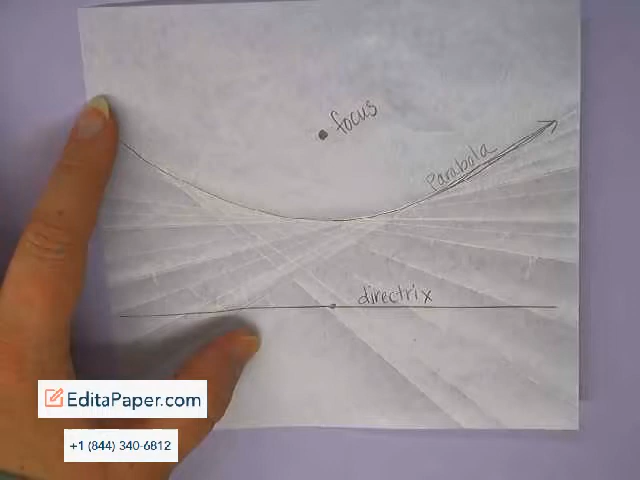 focus
Parabola
directrix
EditaPaper.com
+1 (844) 340-6812